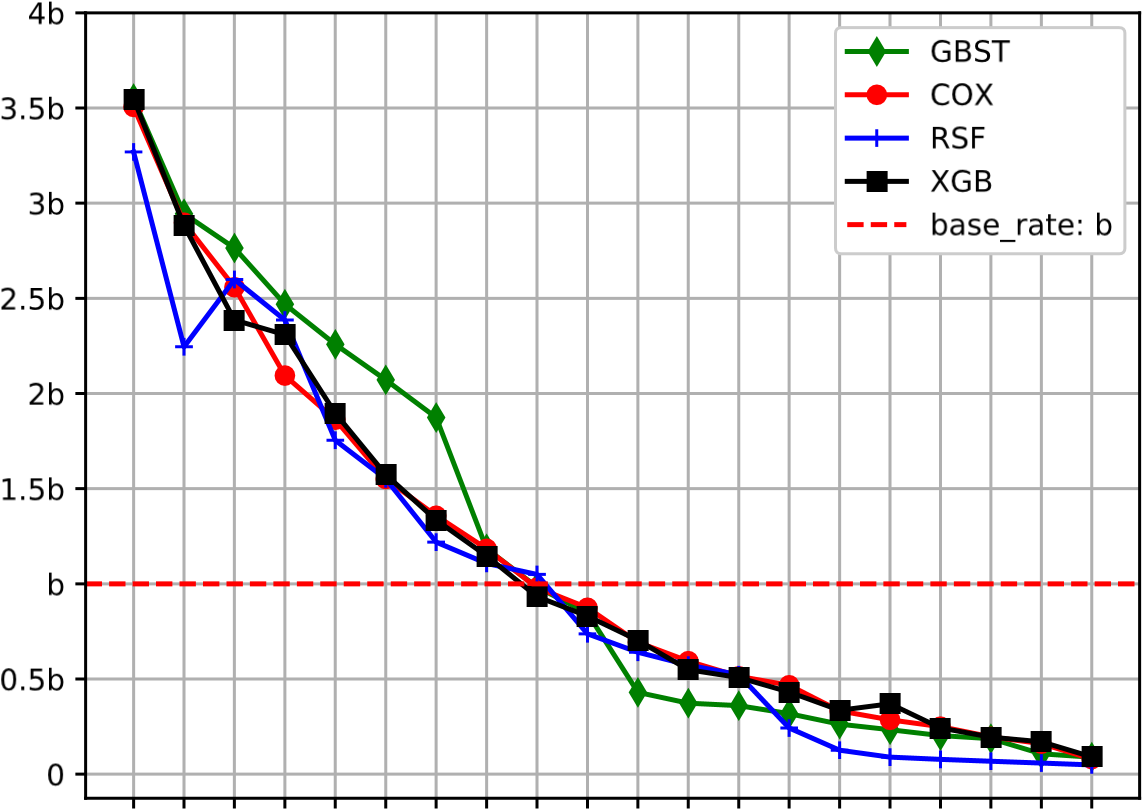 4b
3.5b
3b
2.5b
2b
1.5b
b
0.5b
0
GBST
COX
RSF
XGB
base_rate: b